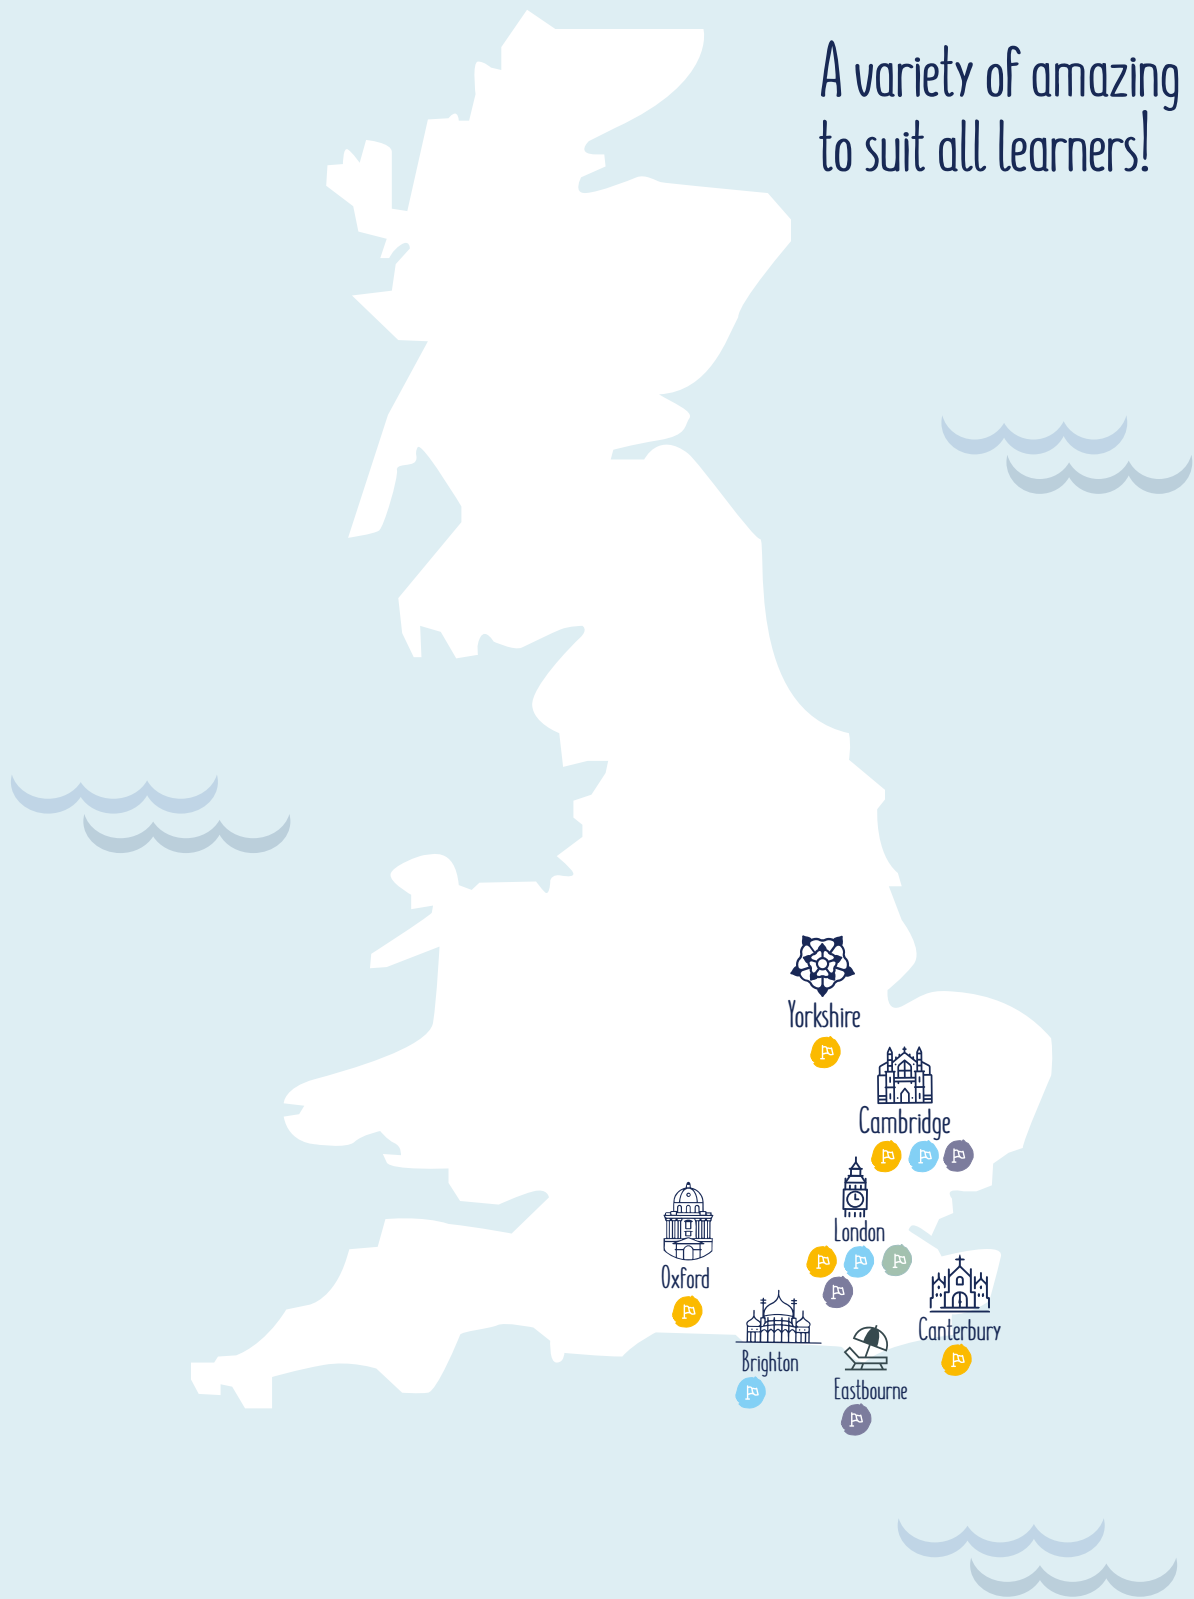 A variety of amazing
to suit all learners!
Yorkshire
Cambridge
London
Oxford
Canterbury
Brighton
Eastbourne